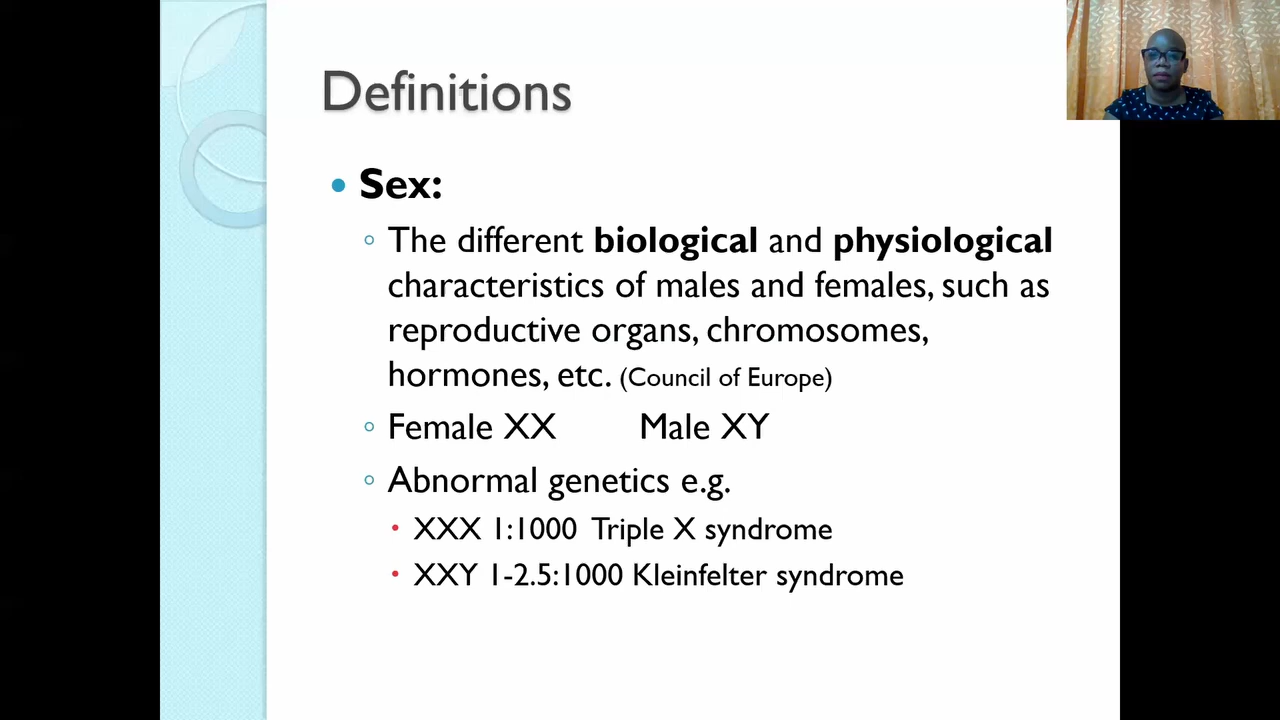 Definitions
Sex:
The different biological and physiological
characteristics of males and females, such as
reproductive organs, chromosomes,
hormones, etc. (Council of Europe)
Female XX Male XY
Abnormal genetics e.g.
XXX 1:1000 Triple X syndrome
XXY 1-2.5:1000 Kleinfelter syndrome